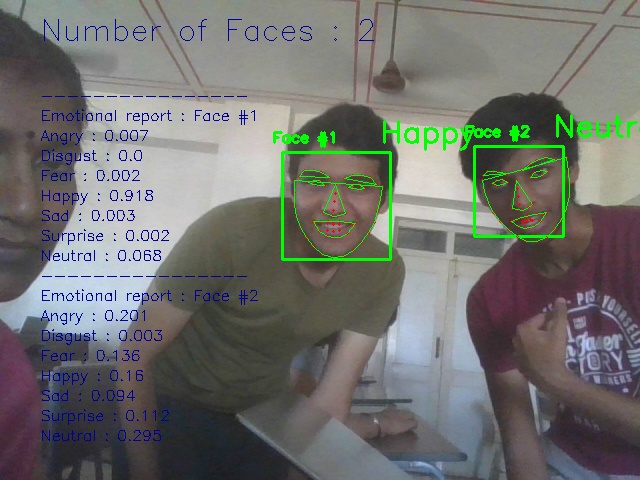 Number of Faces : 2
Emotional report : Face #1
Angry : 0.007
Disgust : 0.0
Fear : 0.002
Happy : 0.918
Sad : 0.003
Surprise : 0.002
Neutral : 0.068
Emotional report : Face #2
Angry : 0.201
Disgust : 0.003
Fear : 0.136
Happy : 0.16
Sad : 0.094
Surprise : 0.112
Neutral : 0.295
Face #1
Happy
Face #2
Neutr